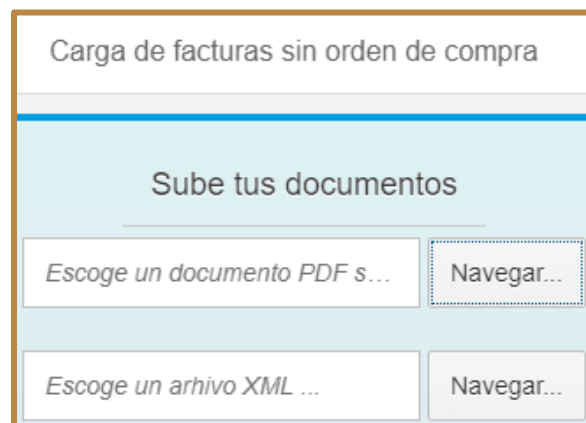 Carga de facturas sin orden de compra
Sube tus documentos
Escoge un documento PDF s... Navegar...
Escoge un arhivo XML ... Navegar...